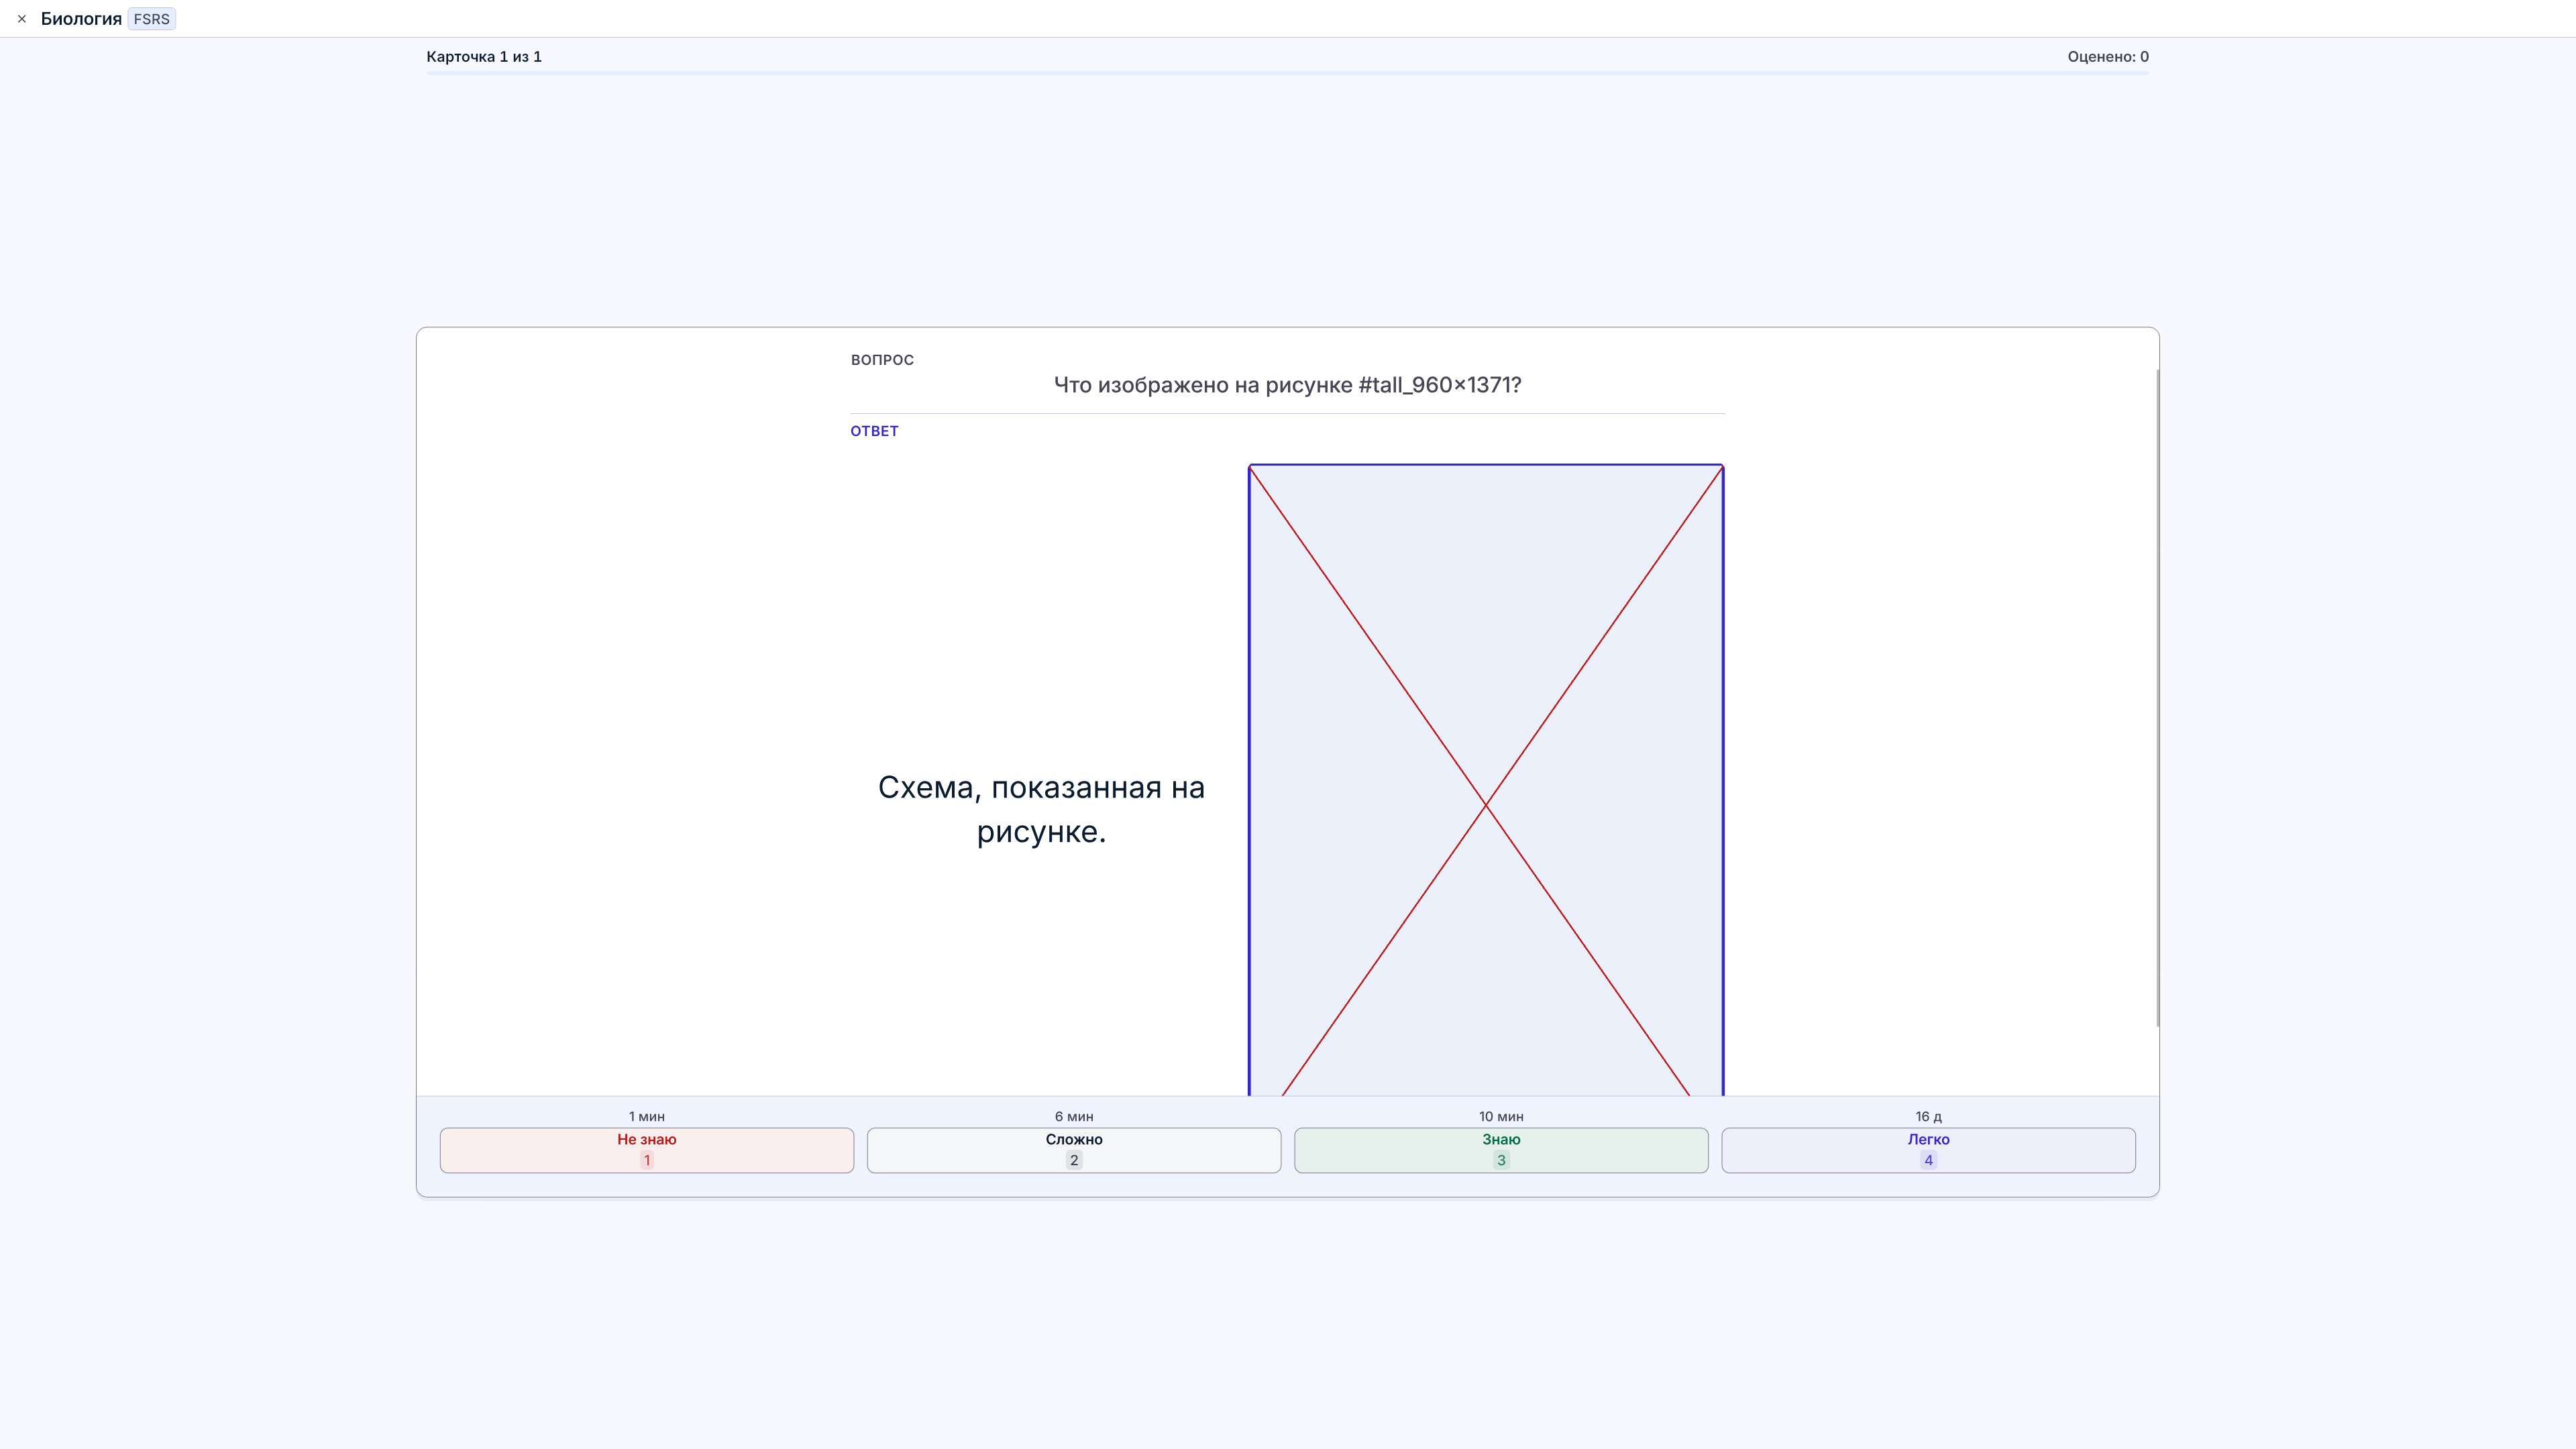 Биология FSRS
Карточка 1 из 1
Оценено: 0
ВОПРОС
Что изображено на рисунке #tall_960×1371?
ОТВЕТ
Схема, показанная на
рисунке.
1 мин
6 мин
10 мин
16 д
Не знаю
Сложно
Знаю
Легко
1
2
3
4